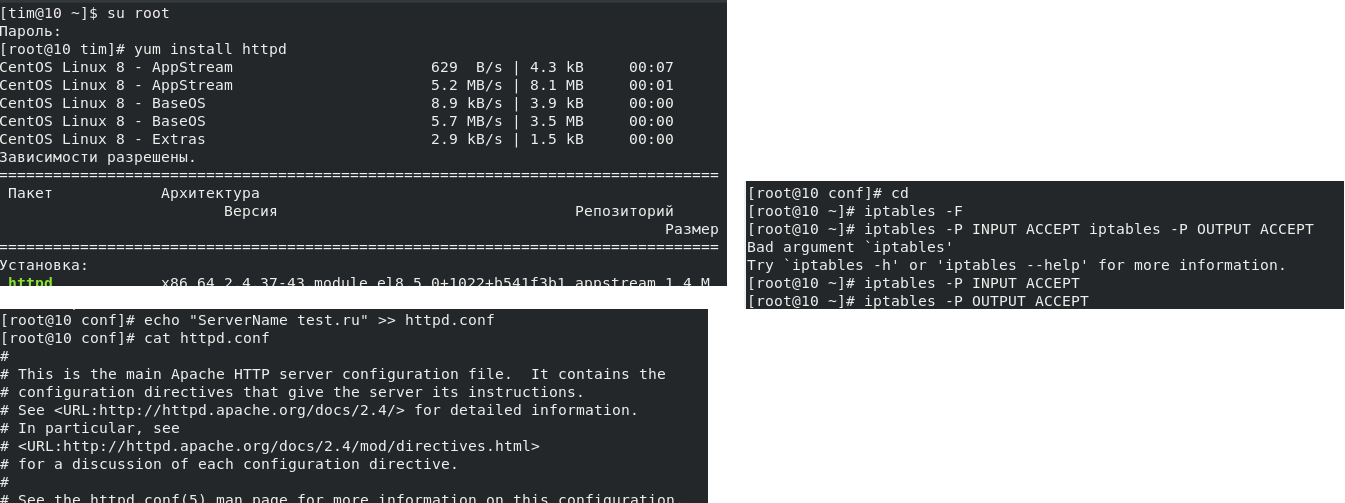 [tim@10 ~]$ su root
Пароль:
[root@10 tim]# yum install httpd
CentOS Linux 8 - AppStream 629 B/s | 4.3 kB 00:07
CentOS Linux 8 - AppStream 5.2 MB/s | 8.1 MB 00:01
CentOS Linux 8 - BaseOS 8.9 kB/s | 3.9 kB 00:00
CentOS Linux 8 - BaseOS 5.7 MB/s | 3.5 MB 00:00
CentOS Linux 8 - Extras 2.9 kB/s | 1.5 kB 00:00
Зависимости разрешены.
================================================================================
Пакет Архитектура
Версия Репозиторий
Размер
================================================================================
Установка:
httpd x86_64 2.4.37-43.module_el8.5.0+1022+b541f3b1 appstream 1.4 M
[root@10 conf]# echo "ServerName test.ru" >> httpd.conf
[root@10 conf]# cat httpd.conf
#
# This is the main Apache HTTP server configuration file.  It contains the
# configuration directives that give the server its instructions.
# See <URL:http://httpd.apache.org/docs/2.4/> for detailed information.
# In particular, see
# <URL:http://httpd.apache.org/docs/2.4/mod/directives.html>
# for a discussion of each configuration directive.
#
# See the httpd.conf(5) man page for more information on this configuration,
[root@10 conf]# cd
[root@10 ~]# iptables -F
[root@10 ~]# iptables -P INPUT ACCEPT iptables -P OUTPUT ACCEPT
Bad argument `iptables'
Try `iptables -h' or 'iptables --help' for more information.
[root@10 ~]# iptables -P INPUT ACCEPT
[root@10 ~]# iptables -P OUTPUT ACCEPT